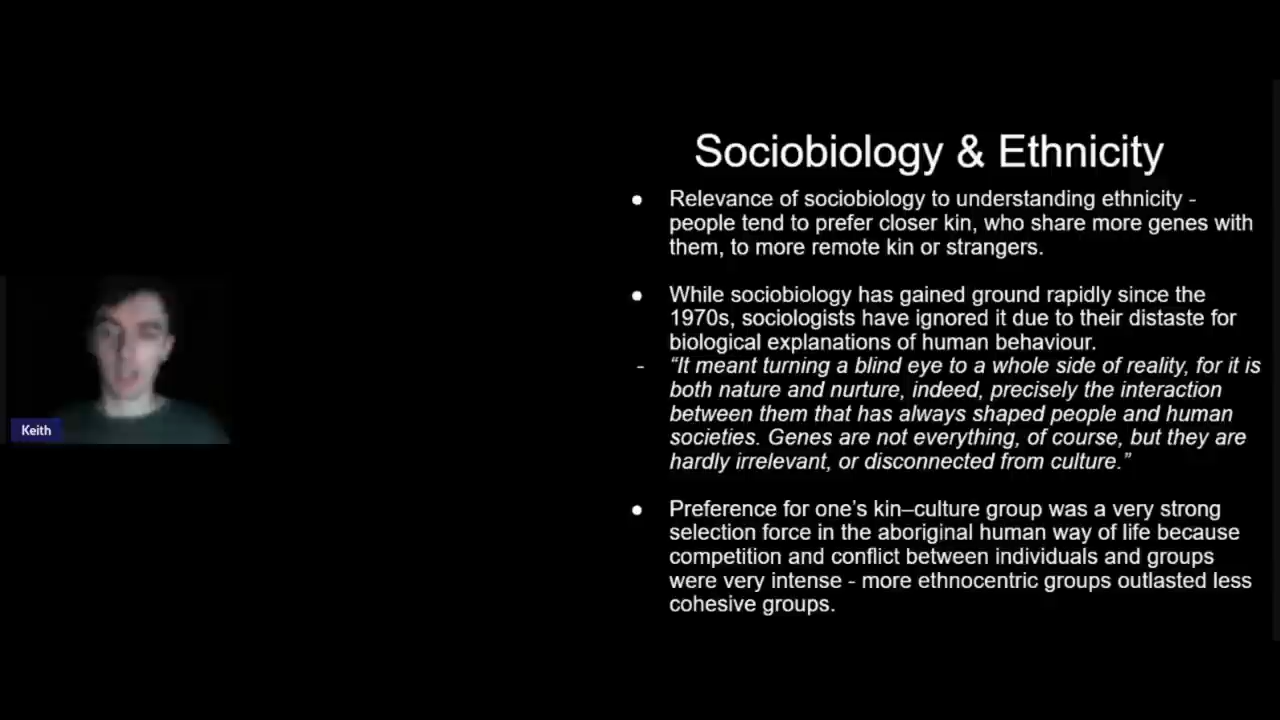 Sociobiology & Ethnicity
● Relevance of sociobiology to understanding ethnicity -
people tend to prefer closer kin, who share more genes with
them, to more remote kin or strangers.
● While sociobiology has gained ground rapidly since the
1970s, sociologists have ignored it due to their distaste for
biological explanations of human behaviour.
- “It meant turning a blind eye to a whole side of reality, for it is
both nature and nurture, indeed, precisely the interaction
between them that has always shaped people and human
societies. Genes are not everything, of course, but they are
hardly irrelevant, or disconnected from culture.”
● Preference for one’s kin–culture group was a very strong
selection force in the aboriginal human way of life because
competition and conflict between individuals and groups
were very intense - more ethnocentric groups outlasted less
cohesive groups.
Keith